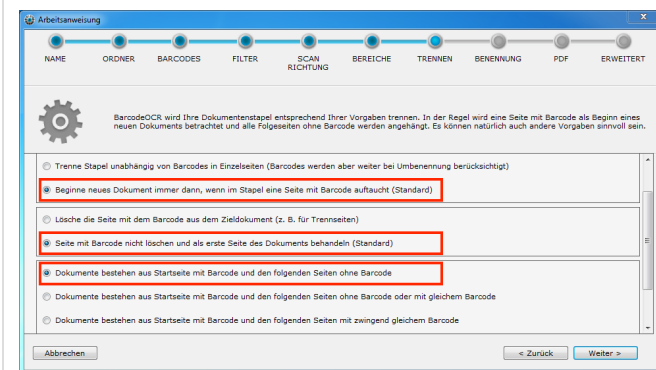 Arbeitsanweisung
NAME
ORDNER
BARCODES
FILTER
SCAN
RICHTUNG
BEREICHE
TRENNEN
BENENNUNG
PDF
ERWEITERT
BarcodeOCR wird Ihre Dokumentenstapel entsprechend Ihrer Vorgaben trennen. In der Regel wird eine Seite mit Barcode als Beginn eines
neuen Dokuments betrachtet und alle Folgeseiten ohne Barcode werden angehängt. Es können natürlich auch andere Vorgaben sinnvoll sein.
Trenne Stapel unabhängig von Barcodes in Einzelseiten (Barcodes werden aber weiter bei Umbenennung berücksichtigt)
Beginne neues Dokument immer dann, wenn im Stapel eine Seite mit Barcode auftaucht (Standard)
Lösche die Seite mit dem Barcode aus dem Zieldokument (z. B. für Trennseiten)
Seite mit Barcode nicht löschen und als erste Seite des Dokuments behandeln (Standard)
Dokumente bestehen aus Startseite mit Barcode und den folgenden Seiten ohne Barcode
Dokumente bestehen aus Startseite mit Barcode und den folgenden Seiten ohne Barcode oder mit gleichem Barcode
Dokumente bestehen aus Startseite mit Barcode und den folgenden Seiten mit zwingend gleichem Barcode
Abbrechen
< Zurück
Weiter >